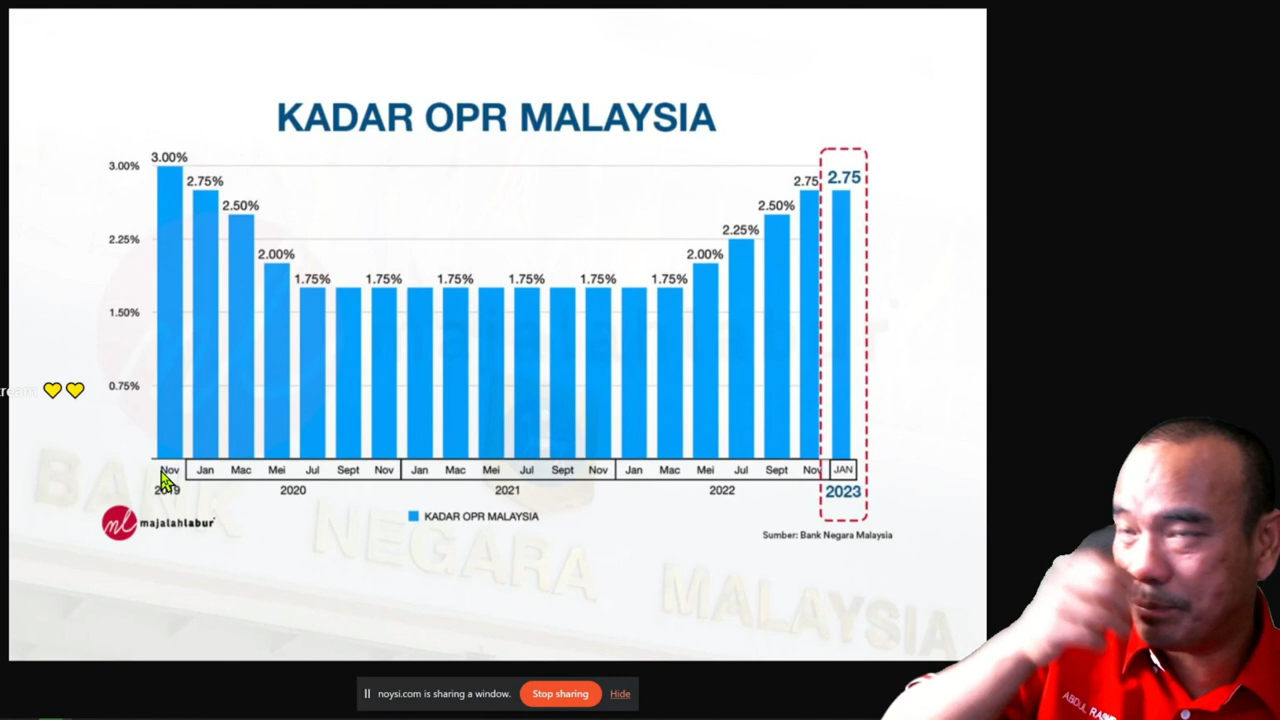 KADAR OPR MALAYSIA
3.00%
2.25%
1.50%
0.75%
3.00%
2.75%
2.50%
2.00%
1.75%
1.75%
1.75%
1.75%
1.75%
1.75%
2.00%
2.25%
2.50%
2.75
2.75
Nov Jan Mac Mei Jul Sept Nov Jan Mac Mei Jul Sept Nov Jan Mac Mei Jul Sept Nov JAN
2019 2020 2021 2022 2023
ml majalahlabur
KADAR OPR MALAYSIA
Sumber: Bank Negara Malaysia
BANK NEGARA MALAYSIA
noysi.com is sharing a window. Stop sharing Hide
ABDUL